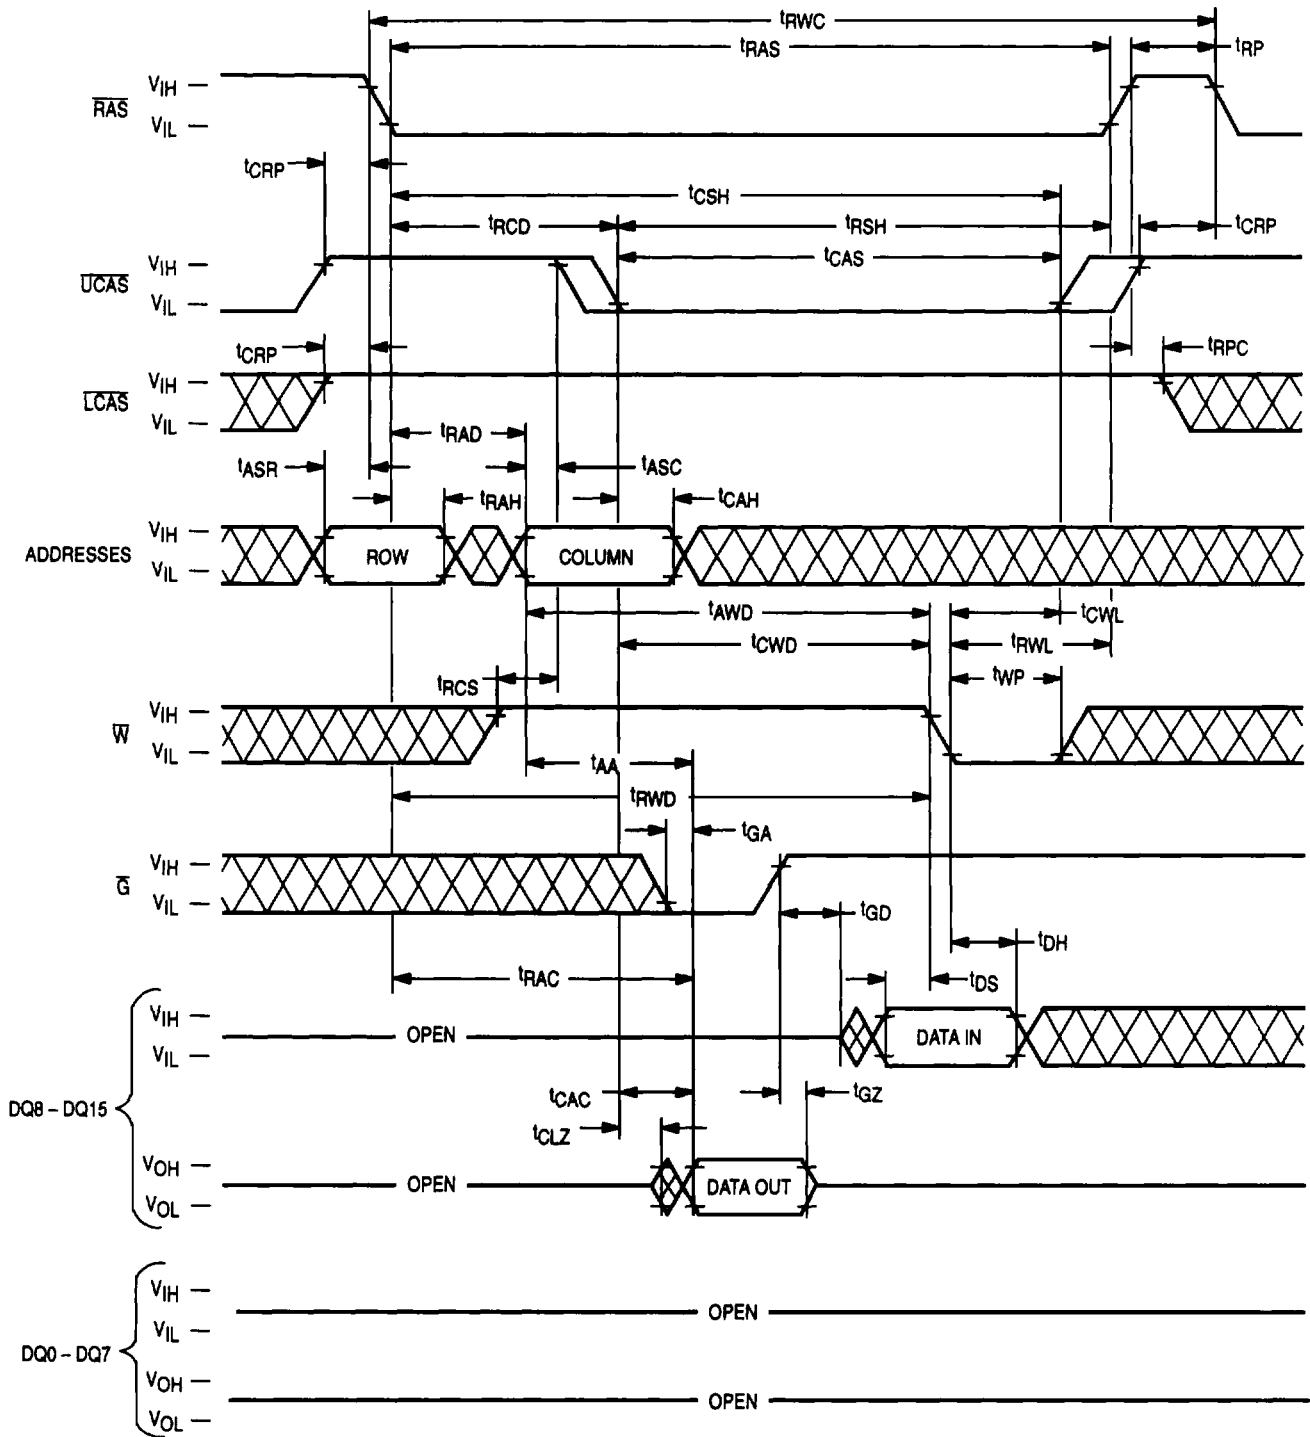 tRWC
tRAS
tRP
VIH
RAS
VIL
tCRP
tCSH
tRCD
tRSH
tCRP
VIH
tCAS
UCAS
VIL
tCRP
tRPC
VIH
LCAS
VIL
tRAD
tASR
tASC
tRAH
tCAH
VIH
ADDRESSES
ROW
COLUMN
VIL
tAWD
tCWL
tCWD
tRWL
tRCS
tWP
VIH
W
VIL
tAA
tRWD
tGA
VIH
G
VIL
tGD
tDH
tRAC
tDS
VIH
OPEN
DATA IN
VIL
tCAC
tGZ
DQ8 – DQ15
tCLZ
VOH
OPEN
DATA OUT
VOL
VIH
OPEN
VIL
DQ0 – DQ7
VOH
OPEN
VOL